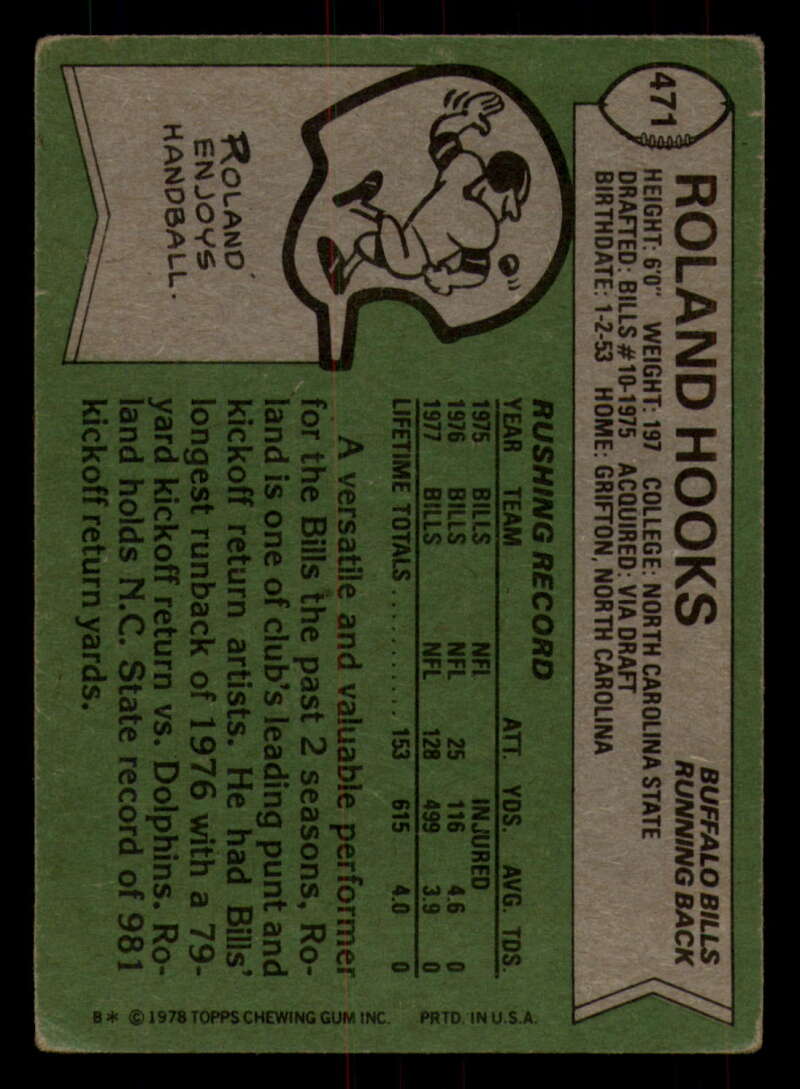 471
ROLAND HOOKS
BUFFALO BILLS
RUNNING BACK
HEIGHT: 6'0" WEIGHT: 197 COLLEGE: NORTH CAROLINA STATE
DRAFTED: BILLS #10-1975 ACQUIRED: VIA DRAFT
BIRTHDATE: 1-2-53 HOME: GRIFTON, NORTH CAROLINA
ROLAND
ENJOYS
HANDBALL.
RUSHING RECORD
YEAR TEAM ATT. YDS. AVG. TDS.
1975 BILLS NFL INJURED
1976 BILLS NFL 25 116 4.6 0
1977 BILLS NFL 128 499 3.9 0
LIFETIME TOTALS .......... 153 615 4.0 0
A versatile and valuable performer
for the Bills the past 2 seasons, Ro-
land is one of club's leading punt and
kickoff return artists. He had Bills'
longest runback of 1976 with a 79-
yard kickoff return vs. Dolphins. Ro-
land holds N.C. State record of 981
kickoff return yards.
B* © 1978 TOPPS CHEWING GUM INC. PRTD. IN U.S.A.